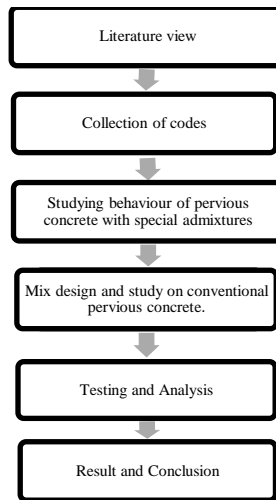 Literature view
Collection of codes
Studying behaviour of pervious
concrete with special admixtures
Mix design and study on conventional
pervious concrete.
Testing and Analysis
Result and Conclusion